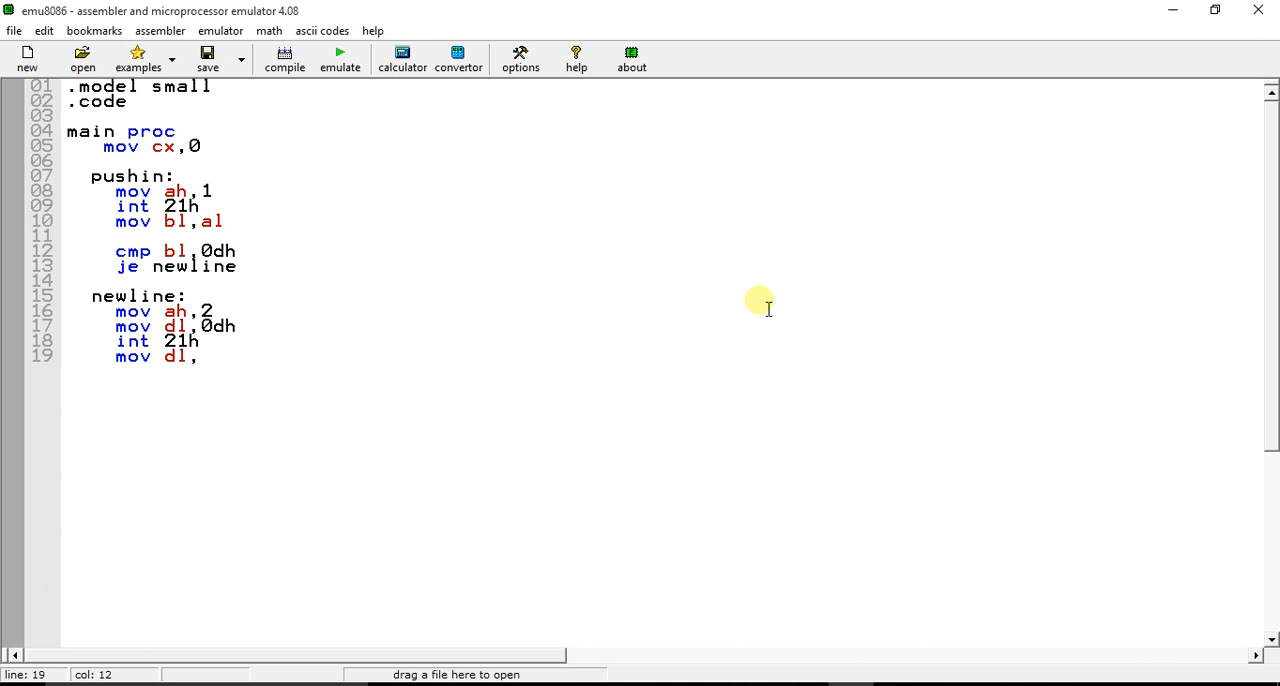 emu8086 - assembler and microprocessor emulator 4.08
file edit bookmarks assembler emulator math ascii codes help
new open examples save compile emulate calculator convertor options help about
01 .model small
02 .code
03
04 main proc
05 mov cx,0
06
07 pushin:
08 mov ah,1
09 int 21h
10 mov bl,al
11
12 cmp bl,0dh
13 je newline
14
15 newline:
16 mov ah,2
17 mov dl,0dh
18 int 21h
19 mov dl,
line: 19 col: 12 drag a file here to open